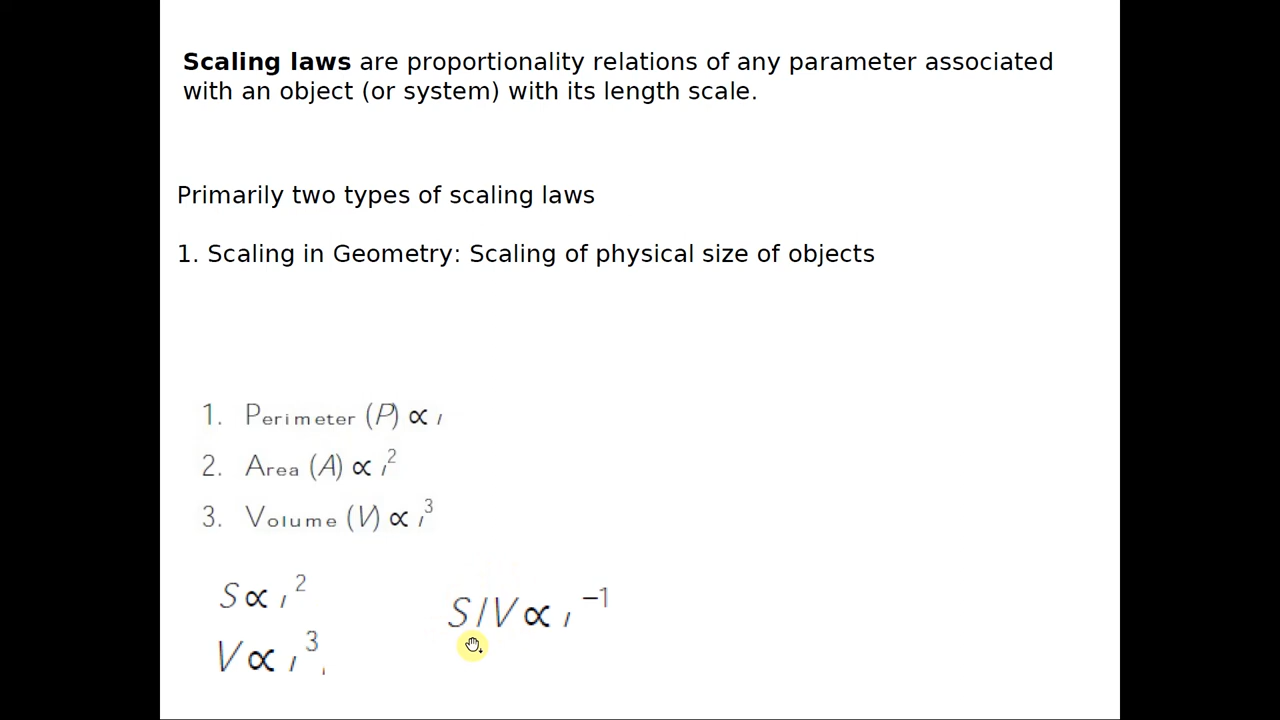 Scaling laws are proportionality relations of any parameter associated
with an object (or system) with its length scale.
Primarily two types of scaling laws
1. Scaling in Geometry: Scaling of physical size of objects
1. Perimeter (P) ∝ l
2. Area (A) ∝ l²
3. Volume (V) ∝ l³
S ∝ l²
V ∝ l³
S/V ∝ l⁻¹